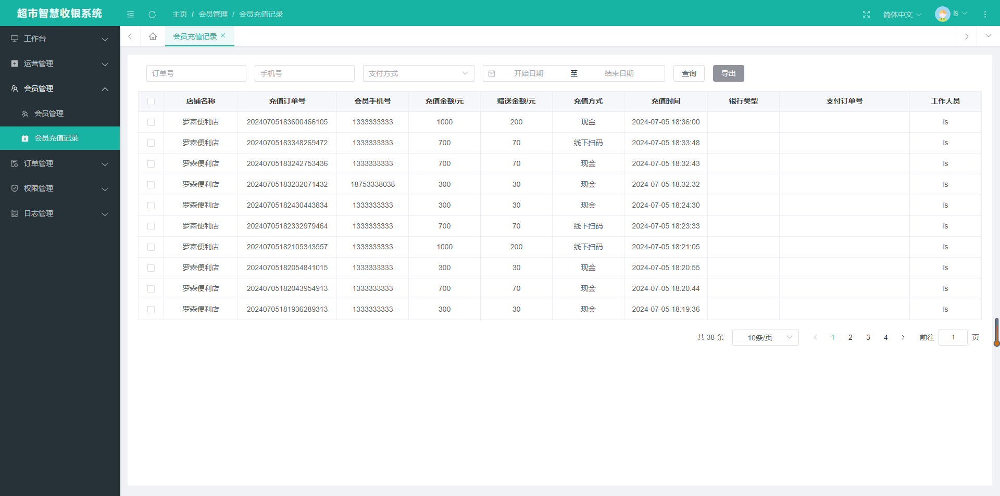 超市智慧收银系统
主页 / 会员管理 / 会员充值记录
简体中文
ls
工作台
运营管理
会员管理
会员管理
会员充值记录
订单管理
权限管理
日志管理
会员充值记录
订单号 手机号 支付方式 开始日期 至 结束日期 查询 导出
店铺名称 充值订单号 会员手机号 充值金额/元 赠送金额/元 充值方式 充值时间 银行类型 支付订单号 工作人员
罗森便利店 20240705183600466105 1333333333 1000 200 现金 2024-07-05 18:36:00 ls
罗森便利店 20240705183348269472 1333333333 700 70 线下扫码 2024-07-05 18:33:48 ls
罗森便利店 20240705183242753436 1333333333 700 70 现金 2024-07-05 18:32:43 ls
罗森便利店 20240705183232071432 18753338038 300 30 现金 2024-07-05 18:32:32 ls
罗森便利店 20240705182430443834 1333333333 300 30 现金 2024-07-05 18:24:30 ls
罗森便利店 20240705182332979464 1333333333 700 70 线下扫码 2024-07-05 18:23:33 ls
罗森便利店 20240705182105343557 1333333333 1000 200 线下扫码 2024-07-05 18:21:05 ls
罗森便利店 20240705182054841015 1333333333 300 30 现金 2024-07-05 18:20:55 ls
罗森便利店 20240705182043954913 1333333333 700 70 现金 2024-07-05 18:20:44 ls
罗森便利店 20240705181936289313 1333333333 300 30 现金 2024-07-05 18:19:36 ls
共 38 条 10条/页 1 2 3 4 前往 1 页